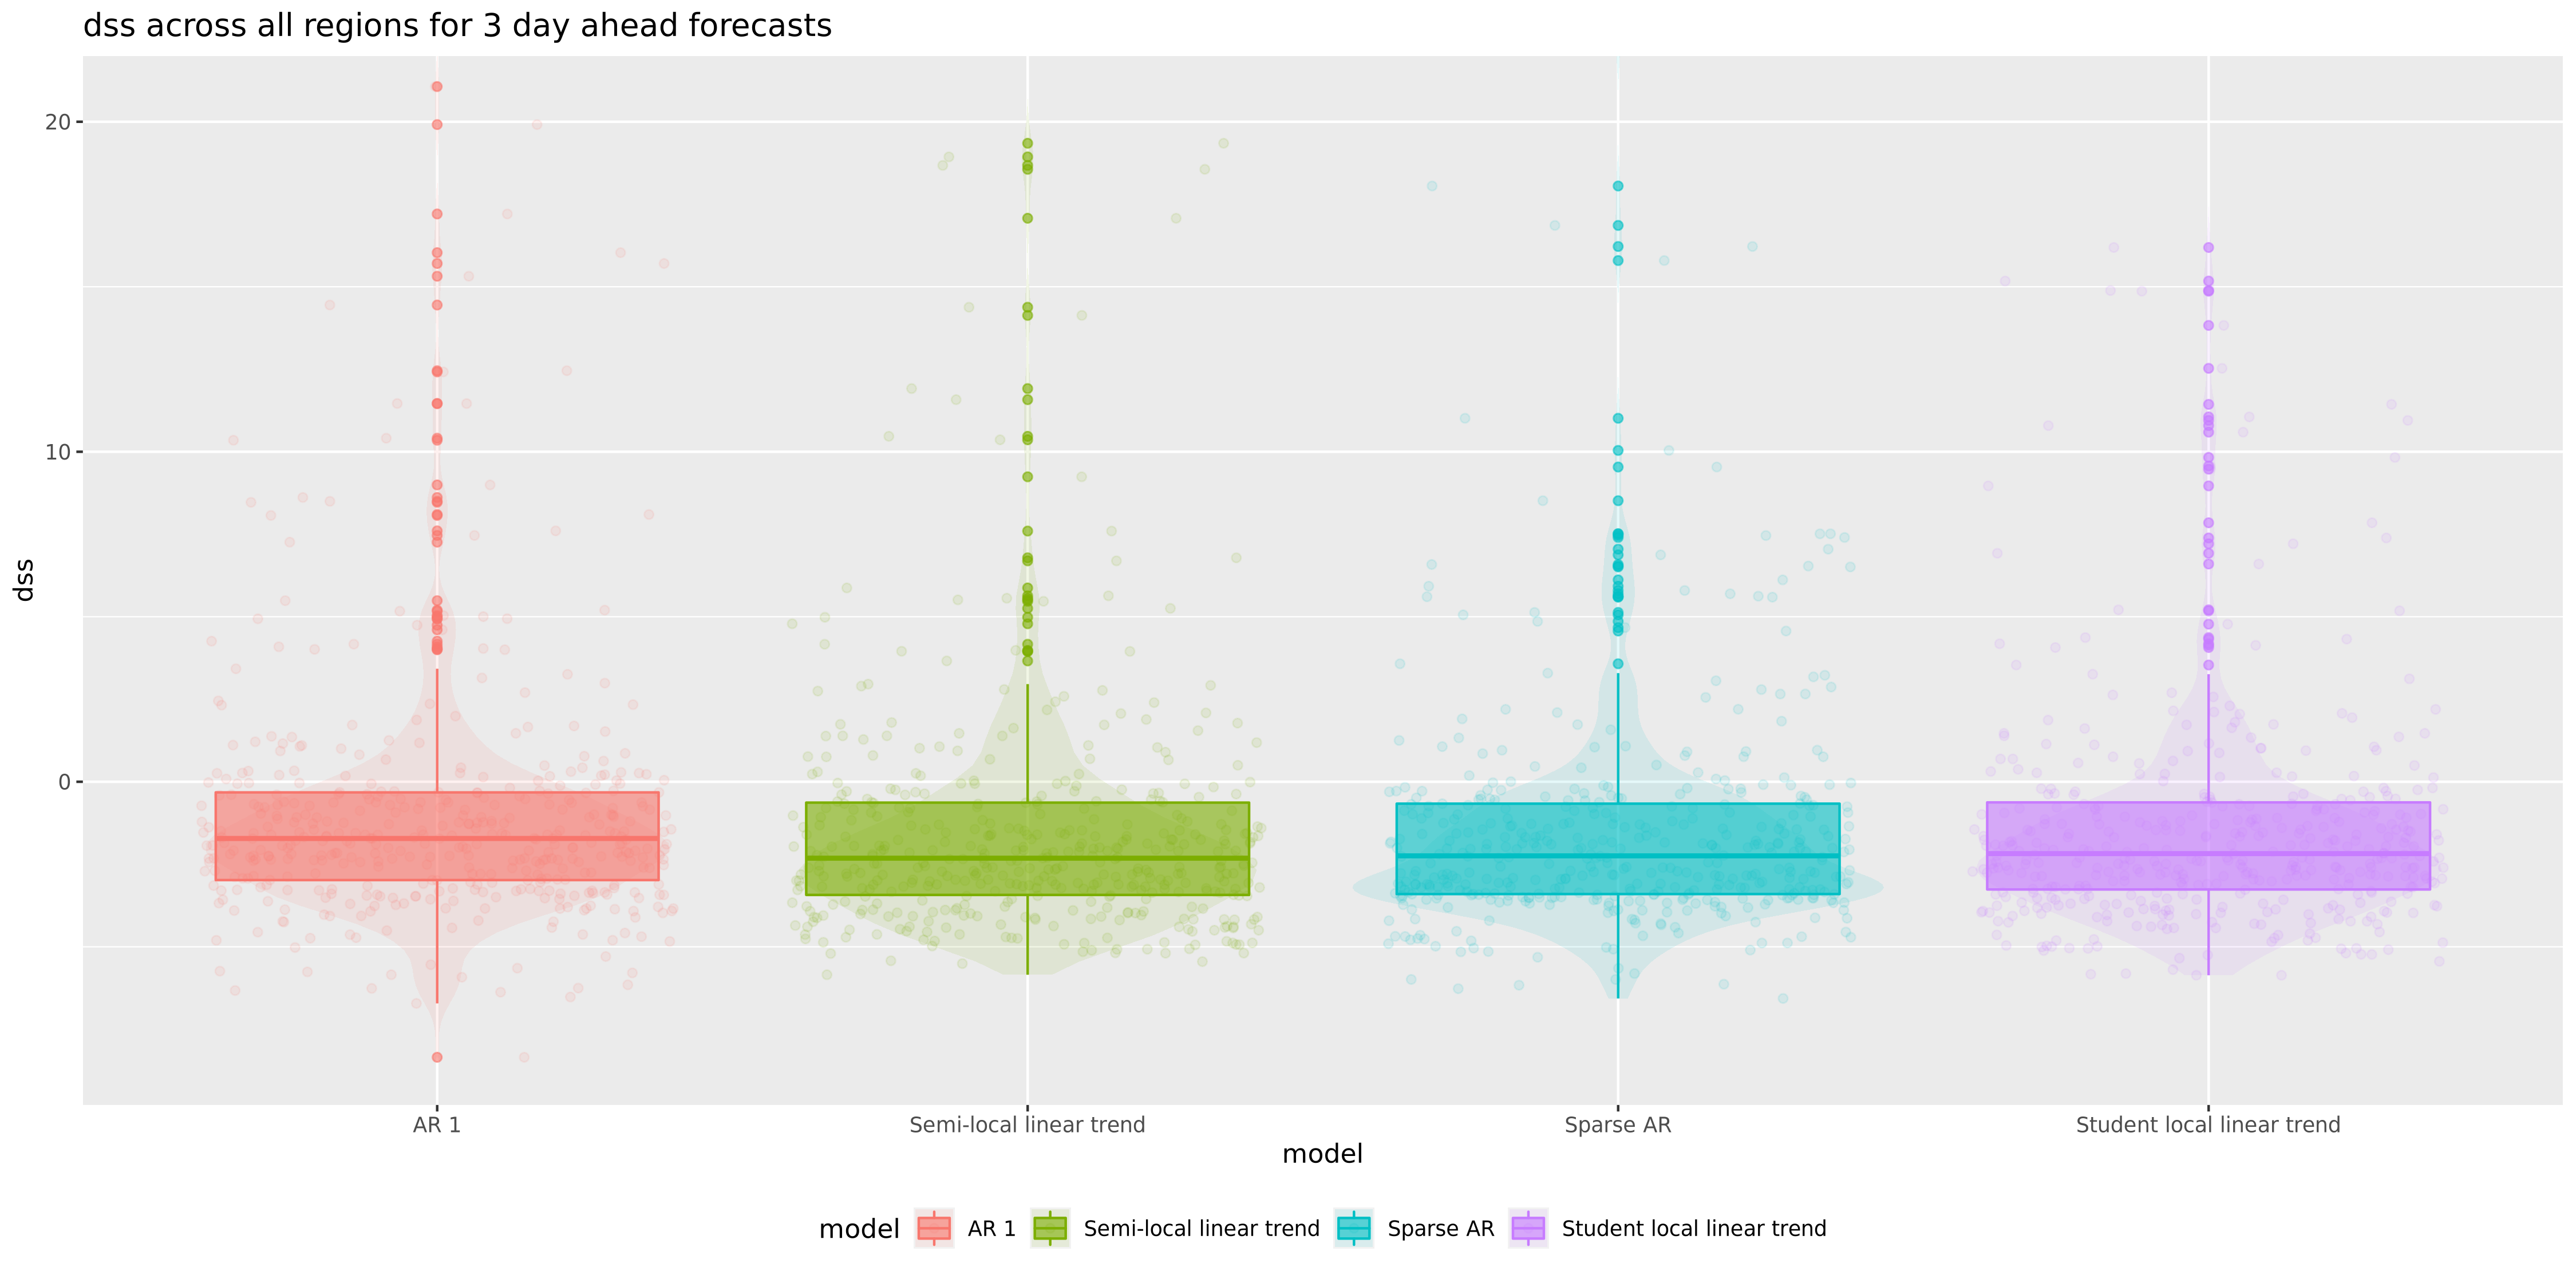 dss across all regions for 3 day ahead forecasts
20
10
0
dss
AR 1 Semi-local linear trend Sparse AR Student local linear trend
model
model AR 1 Semi-local linear trend Sparse AR Student local linear trend